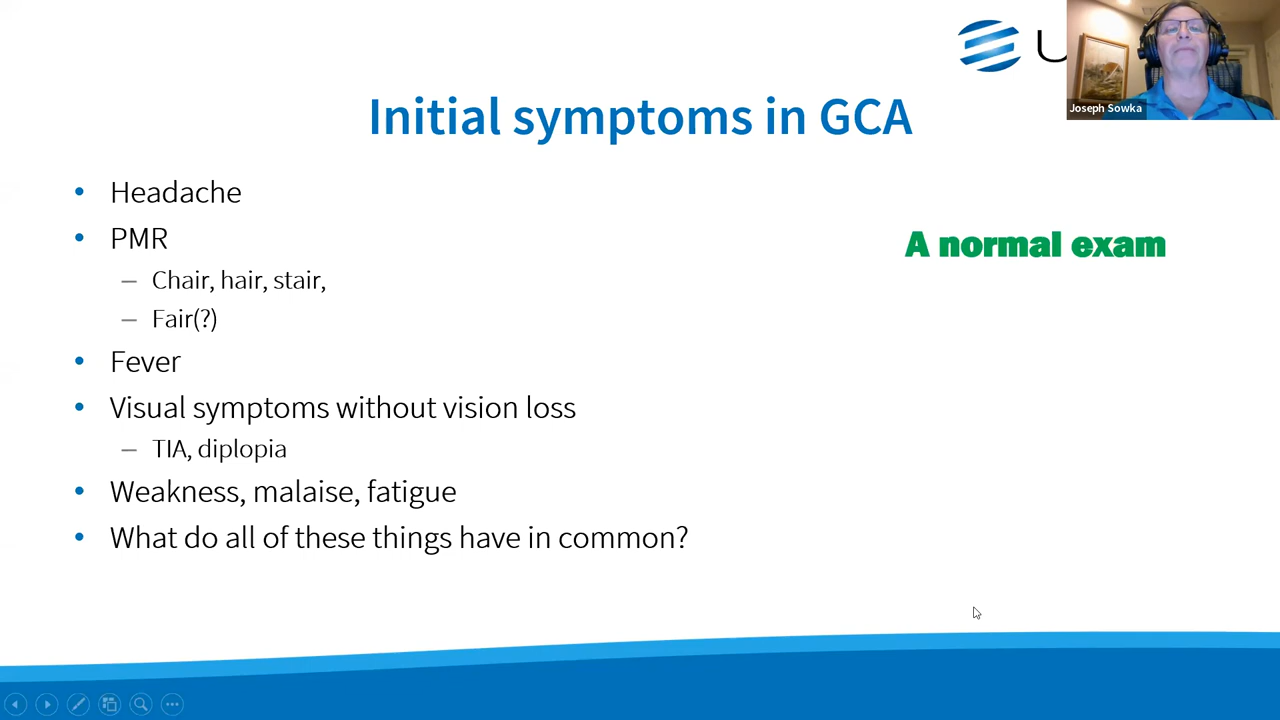 Joseph Sowka
Initial symptoms in GCA
• Headache
• PMR
– Chair, hair, stair,
– Fair(?)
• Fever
• Visual symptoms without vision loss
– TIA, diplopia
• Weakness, malaise, fatigue
• What do all of these things have in common?
A normal exam